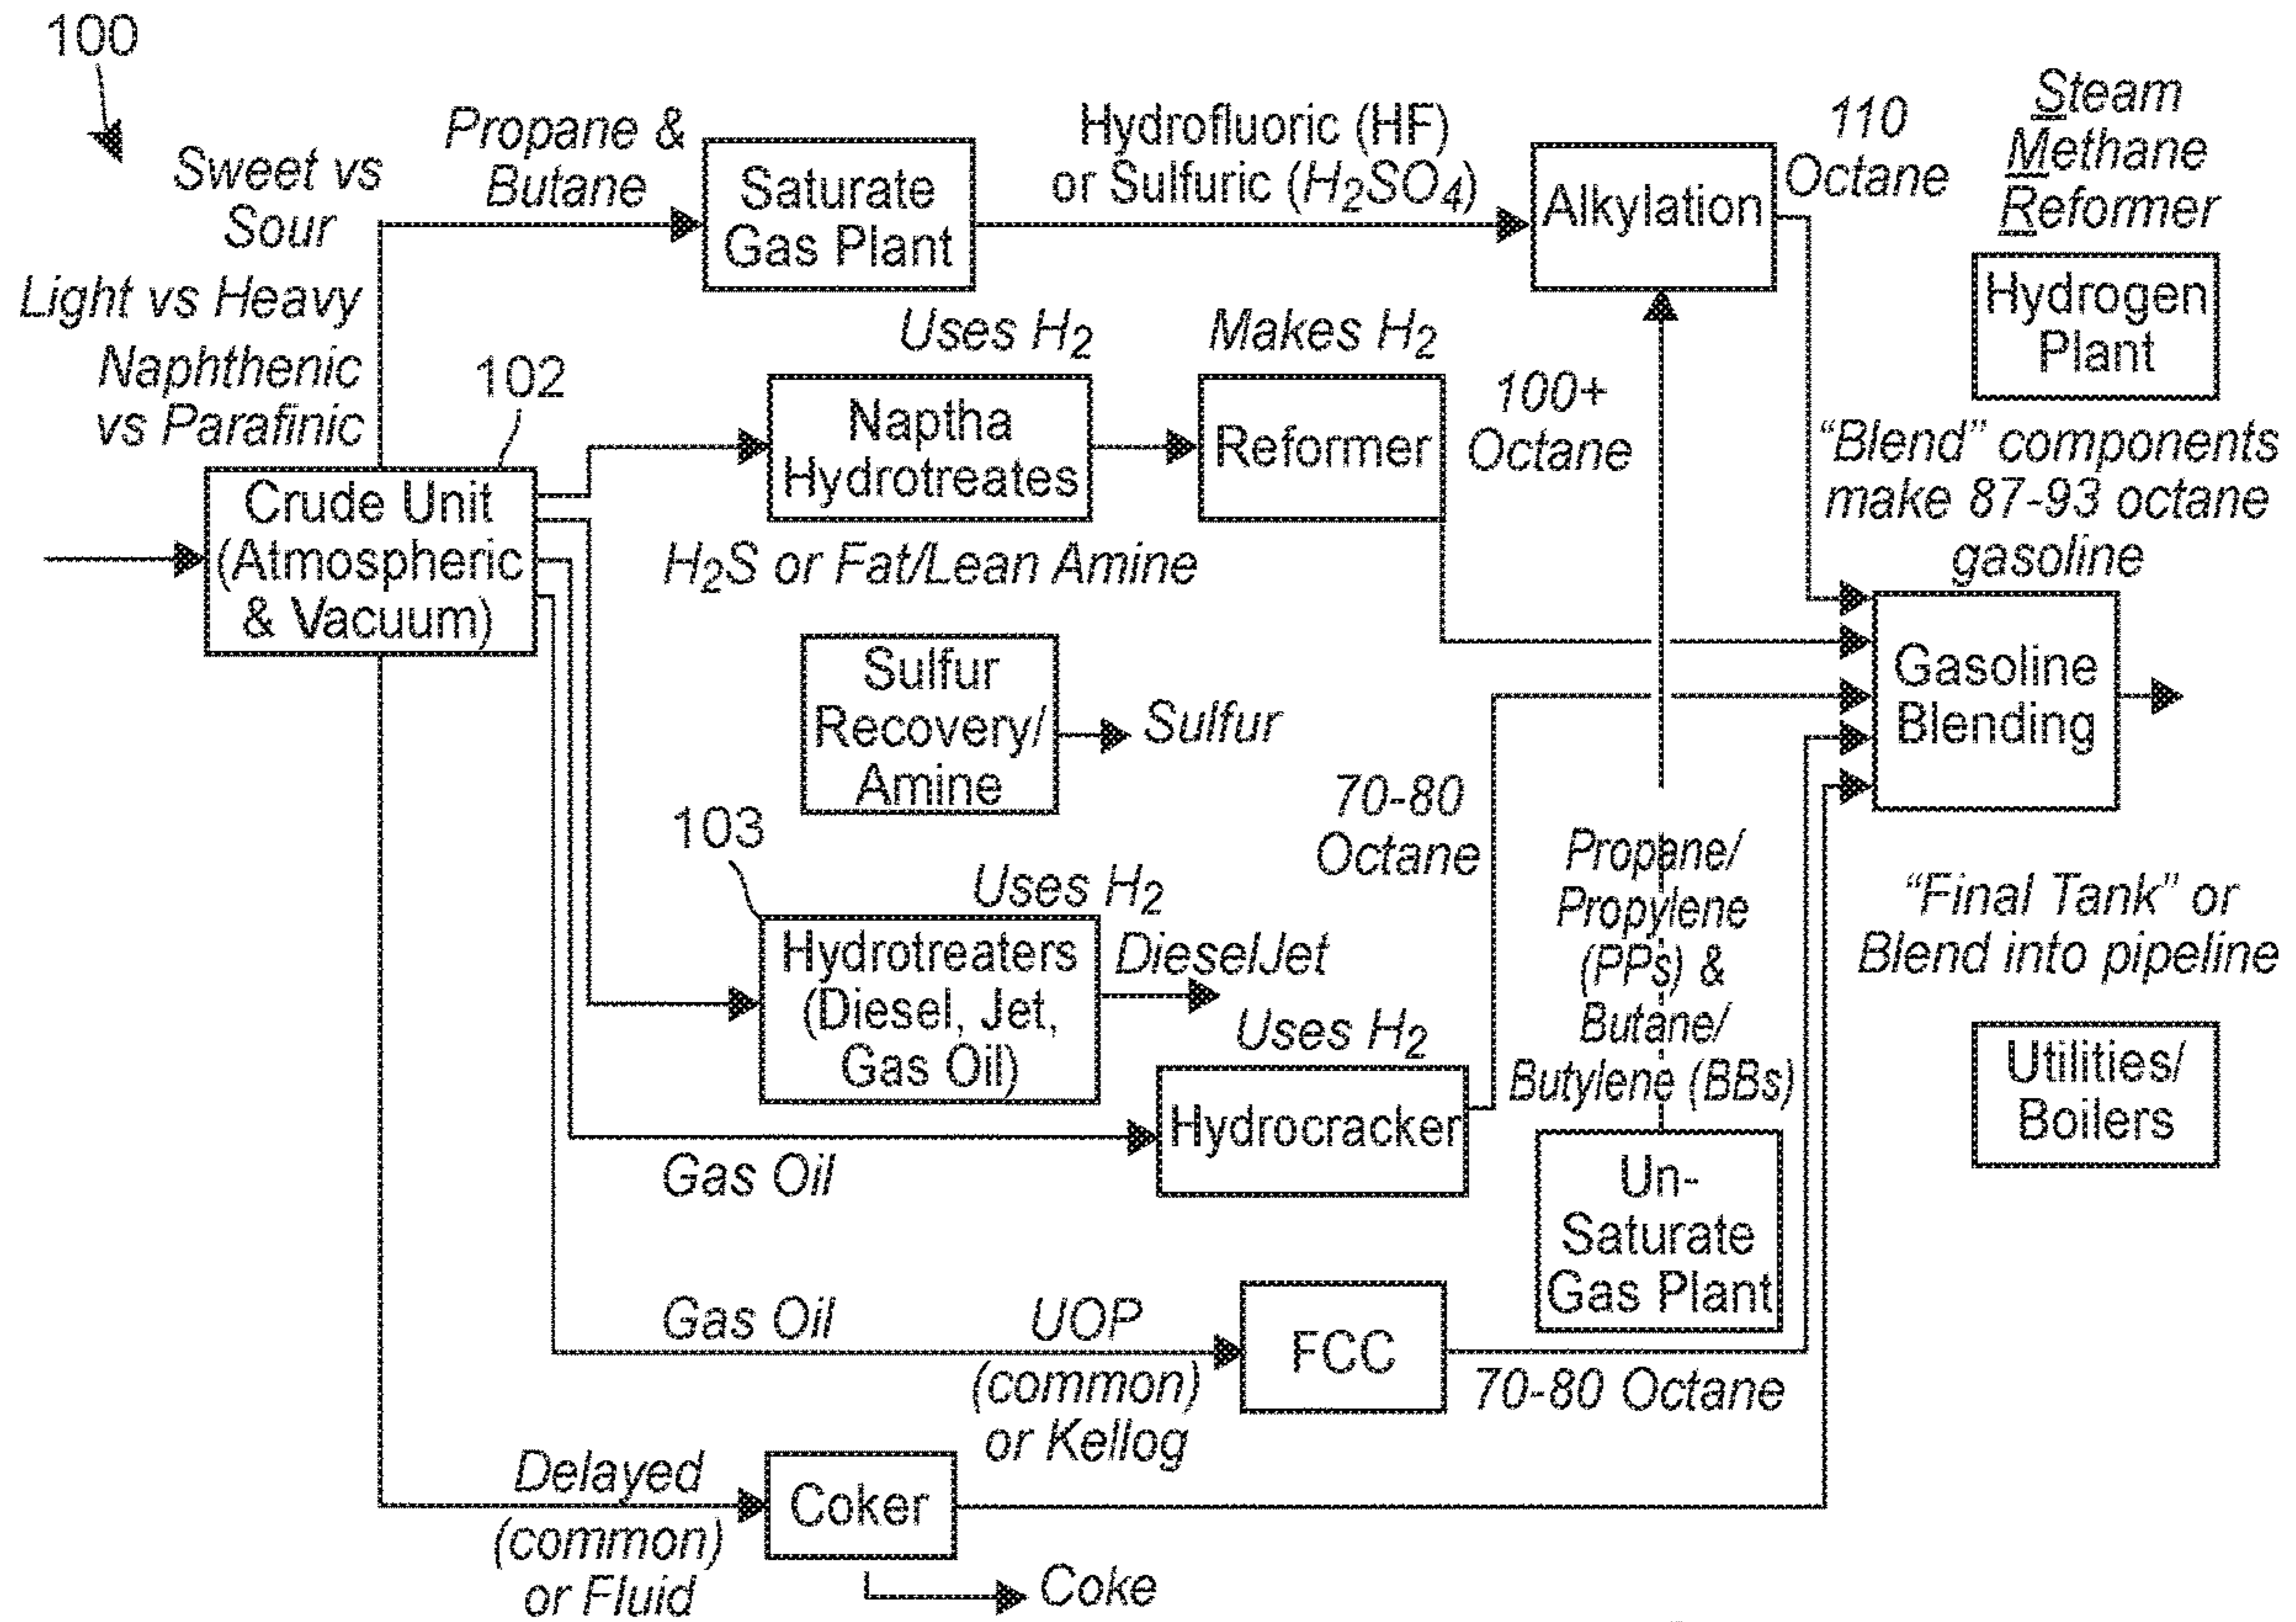 100
Sweet vs
Sour
Light vs Heavy
Naphthenic
vs Parafinic
102
Crude Unit
(Atmospheric
& Vacuum)
Propane &
Butane
Saturate
Gas Plant
Hydrofluoric (HF)
or Sulfuric (H₂SO₄)
Alkylation
110
Octane
Steam
Methane
Reformer
Hydrogen
Plant
Uses H₂
Naptha
Hydrotreates
Makes H₂
Reformer
100+
Octane
“Blend” components
make 87-93 octane
gasoline
H₂S or Fat/Lean Amine
Sulfur
Recovery/
Amine
Sulfur
Gasoline
Blending
103
Uses H₂
Hydrotreaters
(Diesel, Jet,
Gas Oil)
DieselJet
70-80
Octane
Propane/
Propylene
(PPs) &
Butane/
Butylene (BBs)
“Final Tank” or
Blend into pipeline
Uses H₂
Hydrocracker
Gas Oil
Un-
Saturate
Gas Plant
Utilities/
Boilers
Gas Oil
UOP
(common)
or Kellog
FCC
70-80 Octane
Delayed
(common)
or Fluid
Coker
Coke